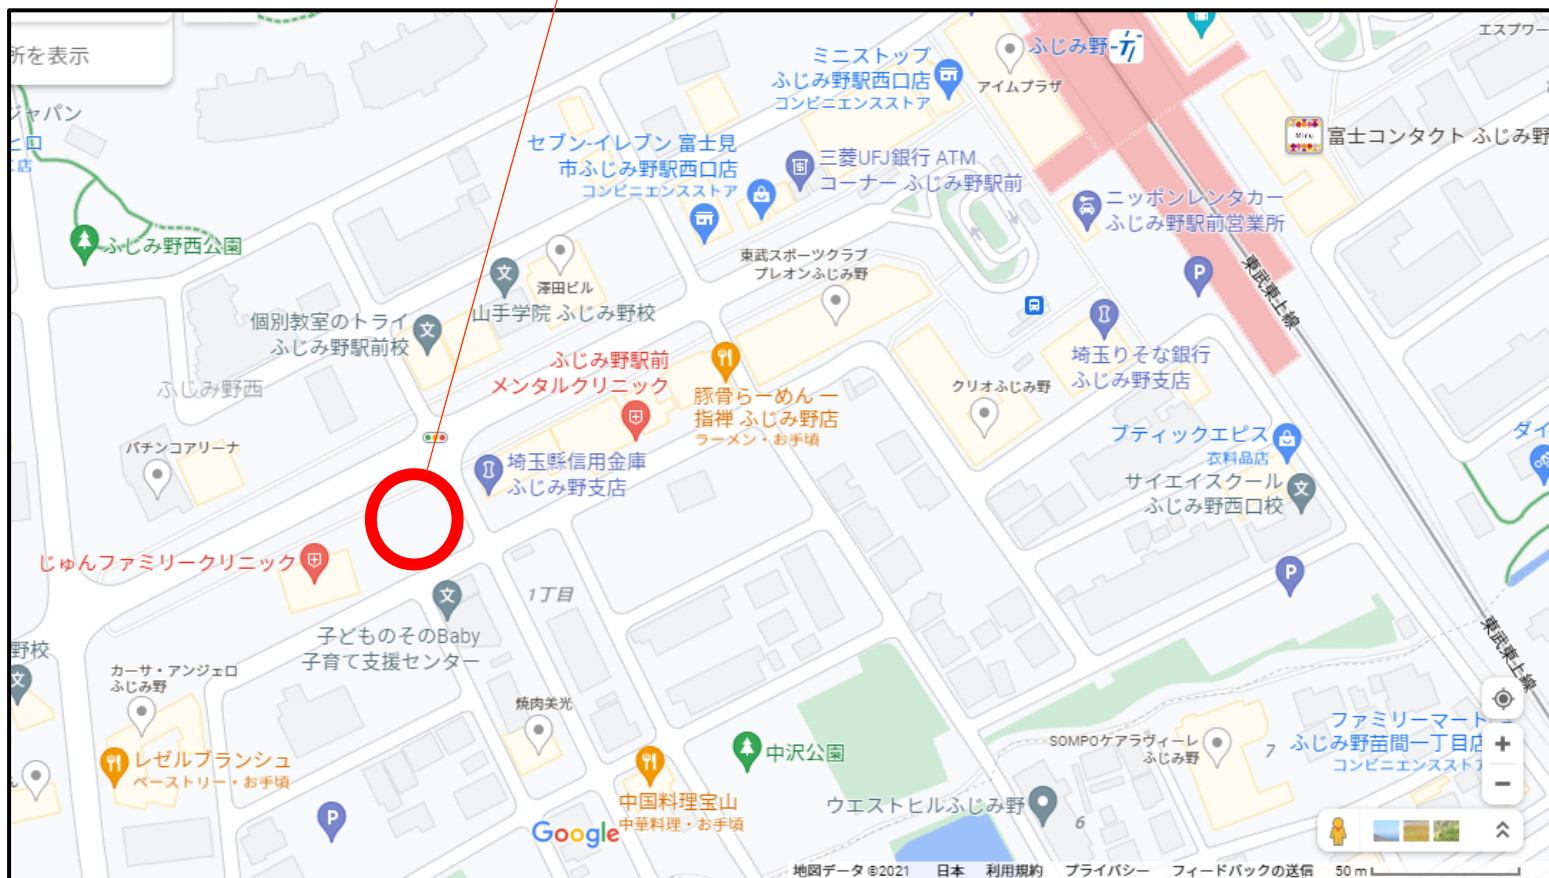 所を表示
ジャパン
ヒロ
店
ふじみ野西公園
ミニストップ
ふじみ野駅西口店
コンビニエンスストア
アイムプラザ
ふじみ野
エスプワー
富士コンタクト ふじみ野
Miru
セブン-イレブン 富士見
市ふじみ野駅西口店
コンビニエンスストア
三菱UFJ銀行 ATM
コーナー ふじみ野駅前
ニッポンレンタカー
ふじみ野駅前営業所
P
東武東上線
澤田ビル
山手学院 ふじみ野校
個別教室のトライ
ふじみ野駅前校
東武スポーツクラブ
プレオンふじみ野
ふじみ野駅前
メンタルクリニック
ふじみ野西
豚骨らーめん 一
指禅 ふじみ野店
ラーメン・お手頃
埼玉りそな銀行
ふじみ野支店
クリオふじみ野
パチンコアリーナ
埼玉縣信用金庫
ふじみ野支店
ブティックエピス
衣料品店
サイエイスクール
ふじみ野西口校
ダイ
じゅんファミリークリニック
1丁目
P
子どものそのBaby
子育て支援センター
野校
カーサ・アンジェロ
ふじみ野
焼肉美光
東武東上線
レゼルブランシュ
ペーストリー・お手頃
中沢公園
SOMPOケアラヴィーレ
ふじみ野
7
ファミリーマート
ふじみ野苗間一丁目店
コンビニエンスストア
P
中国料理宝山
中華料理・お手頃
ウエストヒルふじみ野
6
Google
地図データ ©2021 日本 利用規約 プライバシー フィードバックの送信 50 m